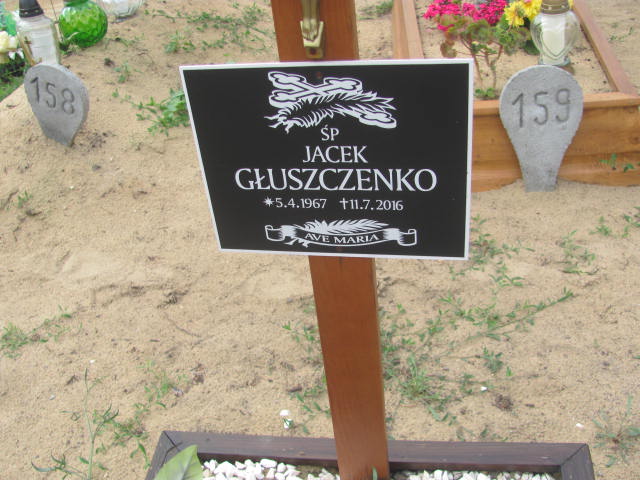 158
159
ŚP
JACEK
GŁUSZCZENKO
*5.4.1967 †11.7.2016
AVE MARIA